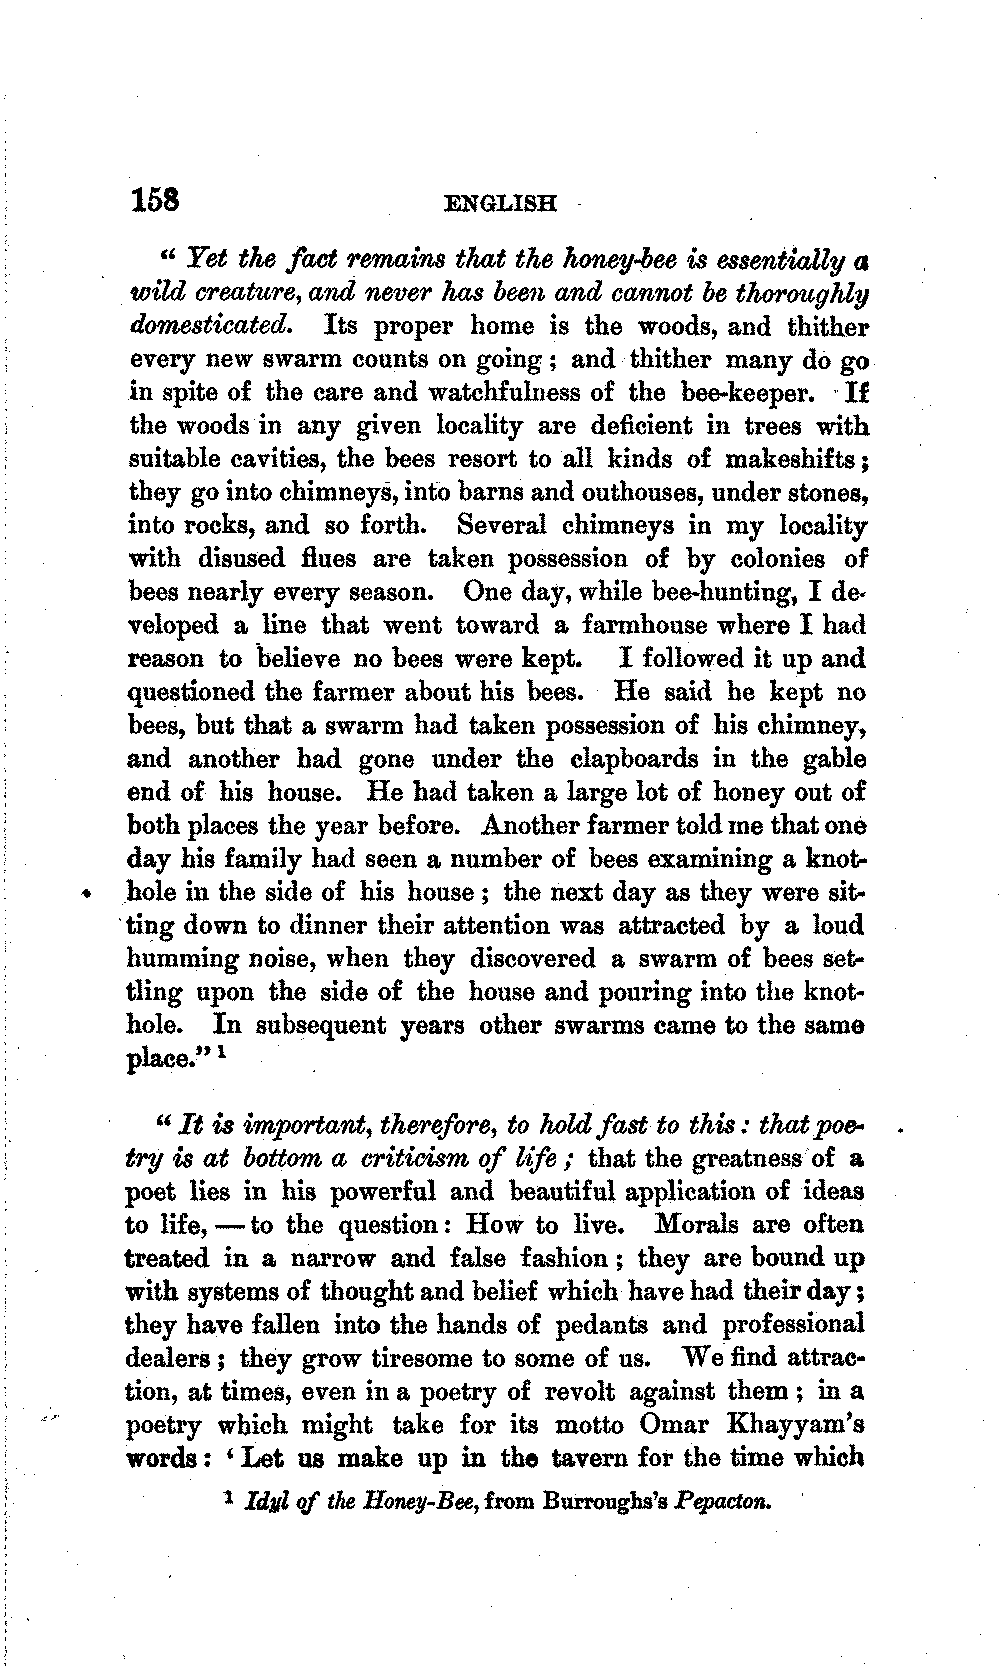 158 ENGLISH
“ Yet the fact remains that the honey-bee is essentially a
wild creature, and never has been and cannot be thoroughly
domesticated. Its proper home is the woods, and thither
every new swarm counts on going ; and thither many do go
in spite of the care and watchfulness of the bee-keeper. If
the woods in any given locality are deficient in trees with
suitable cavities, the bees resort to all kinds of makeshifts ;
they go into chimneys, into barns and outhouses, under stones,
into rocks, and so forth. Several chimneys in my locality
with disused flues are taken possession of by colonies of
bees nearly every season. One day, while bee-hunting, I de-
veloped a line that went toward a farmhouse where I had
reason to believe no bees were kept. I followed it up and
questioned the farmer about his bees. He said he kept no
bees, but that a swarm had taken possession of his chimney,
and another had gone under the clapboards in the gable
end of his house. He had taken a large lot of honey out of
both places the year before. Another farmer told me that one
day his family had seen a number of bees examining a knot-
hole in the side of his house ; the next day as they were sit-
ting down to dinner their attention was attracted by a loud
humming noise, when they discovered a swarm of bees set-
tling upon the side of the house and pouring into the knot-
hole. In subsequent years other swarms came to the same
place.” 1
“ It is important, therefore, to hold fast to this : that poe-
try is at bottom a criticism of life ; that the greatness of a
poet lies in his powerful and beautiful application of ideas
to life, — to the question : How to live. Morals are often
treated in a narrow and false fashion ; they are bound up
with systems of thought and belief which have had their day ;
they have fallen into the hands of pedants and professional
dealers ; they grow tiresome to some of us. We find attrac-
tion, at times, even in a poetry of revolt against them ; in a
poetry which might take for its motto Omar Khayyam's
words : ‘ Let us make up in the tavern for the time which
1 Idyl of the Honey-Bee, from Burroughs's Pepacton.